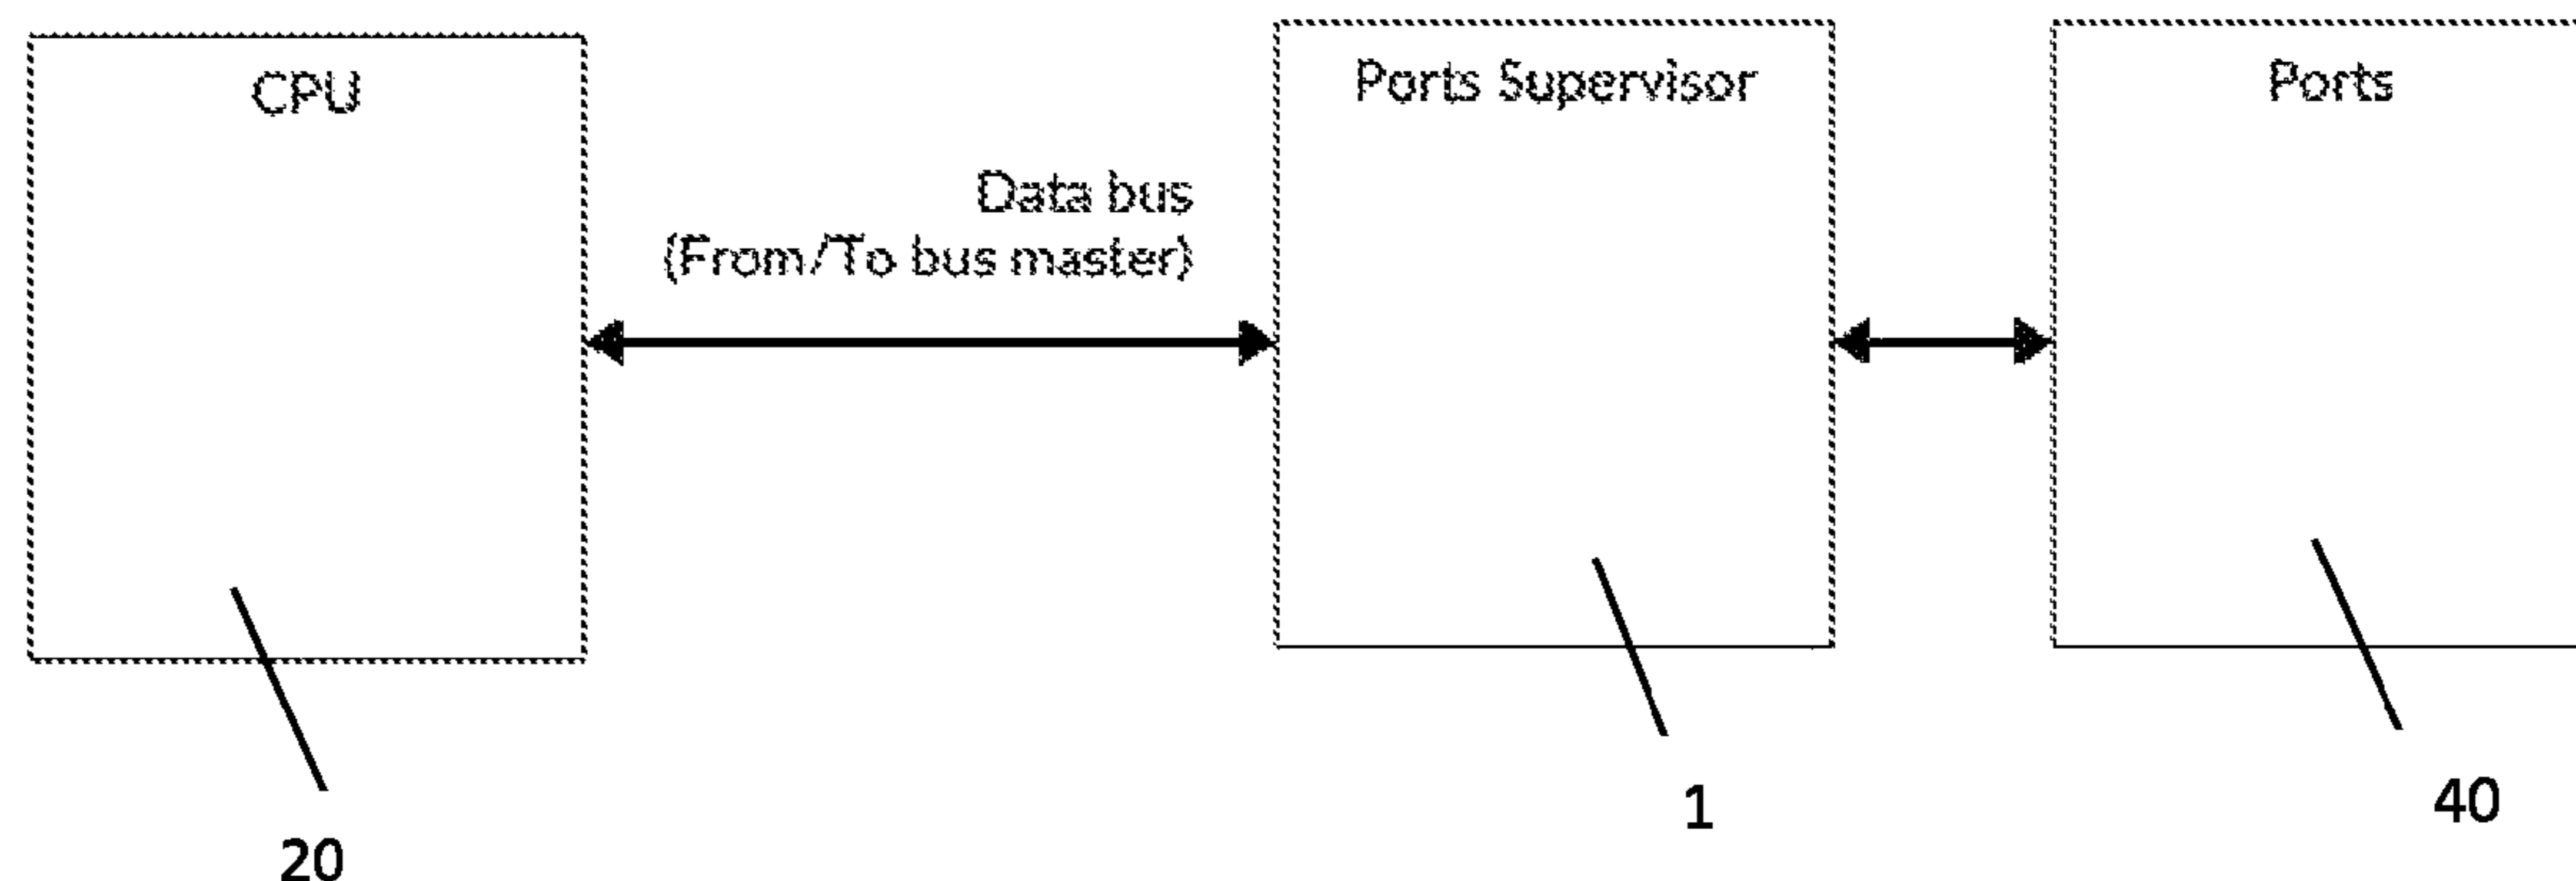 CPU
Ports Supervisor
Ports
Data bus
(From/To bus master)
20
1
40